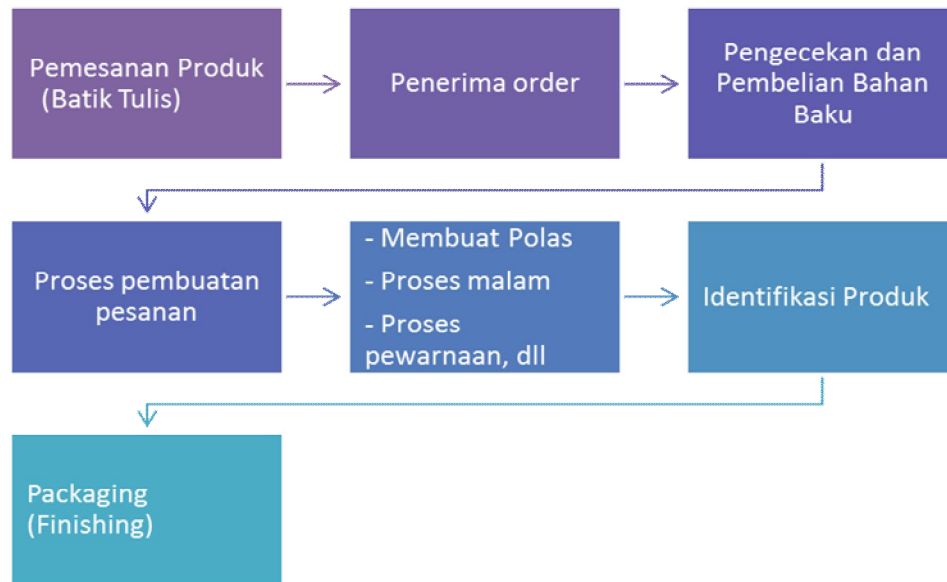 Pemesanan Produk
(Batik Tulis)
Penerima order
Pengecekan dan
Pembelian Bahan
Baku
Proses pembuatan
pesanan
- Membuat Polas
- Proses malam
- Proses
pewarnaan, dll
Identifikasi Produk
Packaging
(Finishing)